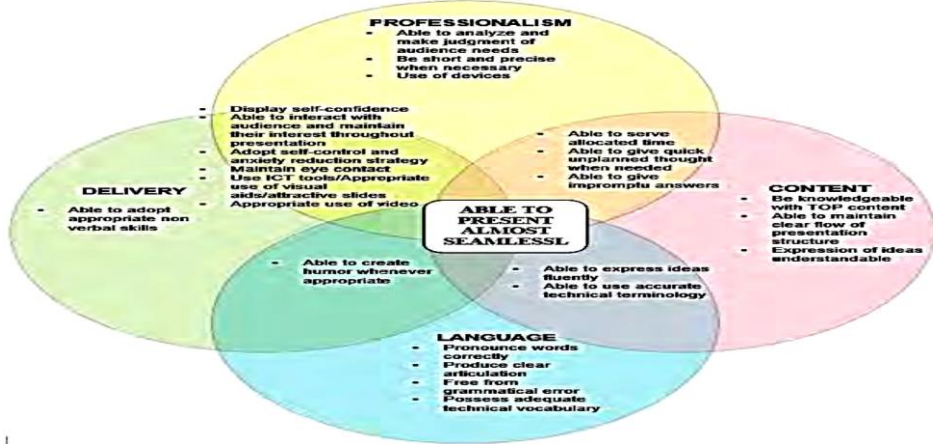 PROFESSIONALISM
- Able to analyze and
make judgment of
audience needs
- Be short and precise
when necessary
- Use of devices
- Display self-confidence
- Able to interact with
audience and maintain
their interest throughout
presentation
- Adopt self-control and
anxiety reduction strategy
- Maintain eye contact
- Use ICT tools/Appropriate
use of visual
aids/attractive slides
- Appropriate use of video
- Able to serve
allocated time
- Able to give quick
unplanned thought
when needed
- Able to give
impromptu answers
DELIVERY
- Able to adopt
appropriate non
verbal skills
CONTENT
- Be knowledgeable
with TOP content
- Able to maintain
clear flow of
presentation
structure
- Expression of ideas
understandable
ABLE TO
PRESENT
ALMOST
SEAMLESSL
- Able to create
humor whenever
appropriate
- Able to express ideas
fluently
- Able to use accurate
technical terminology
LANGUAGE
- Pronounce words
correctly
- Produce clear
articulation
- Free from
grammatical error
- Possess adequate
technical vocabulary